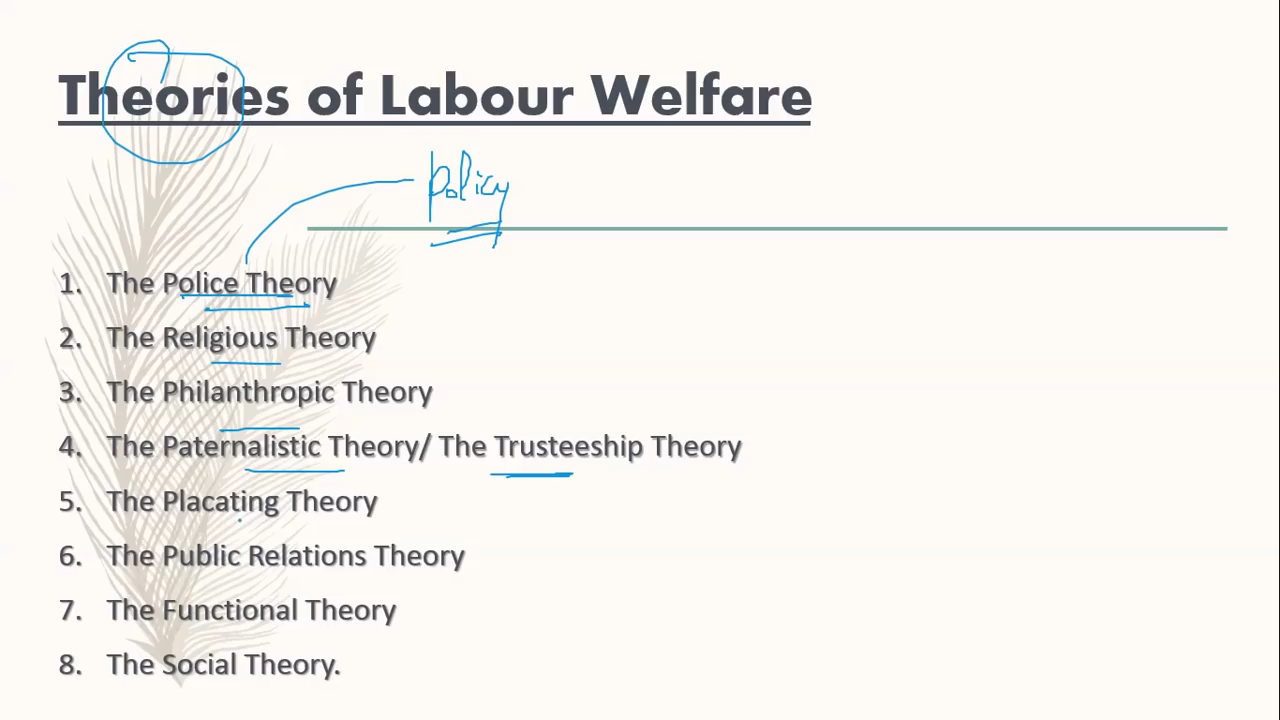 Theories of Labour Welfare
policy
1. The Police Theory
2. The Religious Theory
3. The Philanthropic Theory
4. The Paternalistic Theory/ The Trusteeship Theory
5. The Placating Theory
6. The Public Relations Theory
7. The Functional Theory
8. The Social Theory.